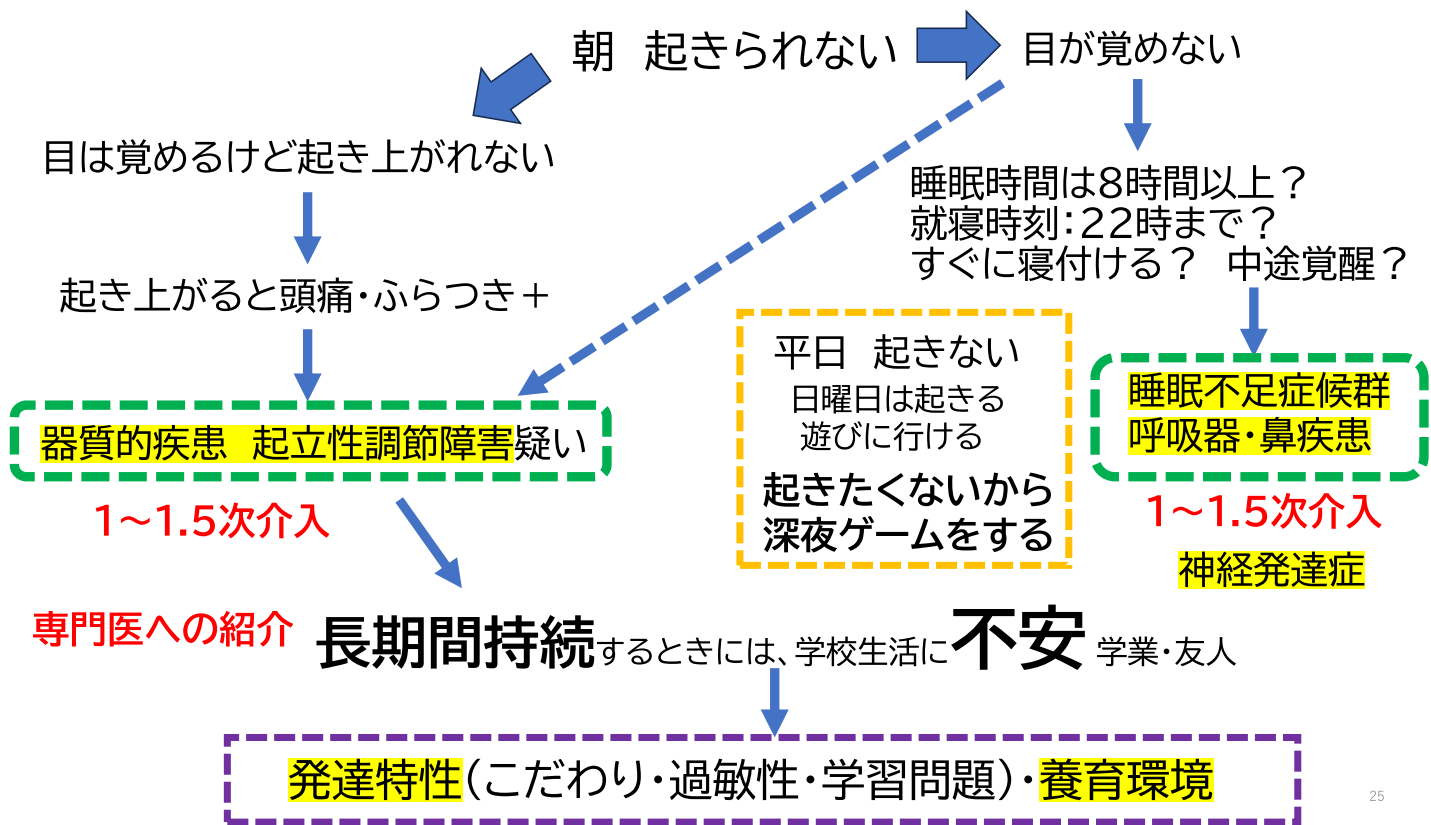 朝　起きられない
目が覚めない
目は覚めるけど起き上がれない
睡眠時間は8時間以上？
就寝時刻：22時まで？
すぐに寝付ける？　中途覚醒？
起き上がると頭痛・ふらつき＋
平日　起きない
日曜日は起きる
遊びに行ける
起きたくないから
深夜ゲームをする
睡眠不足症候群
呼吸器・鼻疾患
器質的疾患　起立性調節障害疑い
1～1.5次介入
1～1.5次介入
神経発達症
専門医への紹介
長期間持続するときには、学校生活に不安 学業・友人
発達特性（こだわり・過敏性・学習問題）・養育環境
25